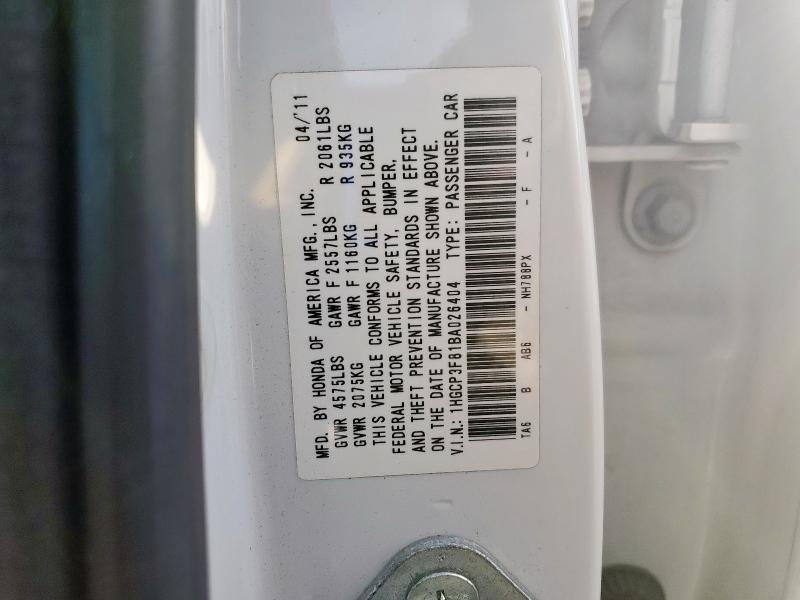 MFD. BY HONDA OF AMERICA MFG., INC. 04/'11
GVWR 4575LBS GAWR F 2557LBS R 2061LBS
GVWR 2075KG GAWR F 1160KG R 935KG
THIS VEHICLE CONFORMS TO ALL APPLICABLE
FEDERAL MOTOR VEHICLE SAFETY, BUMPER,
AND THEFT PREVENTION STANDARDS IN EFFECT
ON THE DATE OF MANUFACTURE SHOWN ABOVE.
V.I.N.: 1HGCP3F81BA026404 TYPE: PASSENGER CAR
TA6 B AB6 - NH788PX - F - A